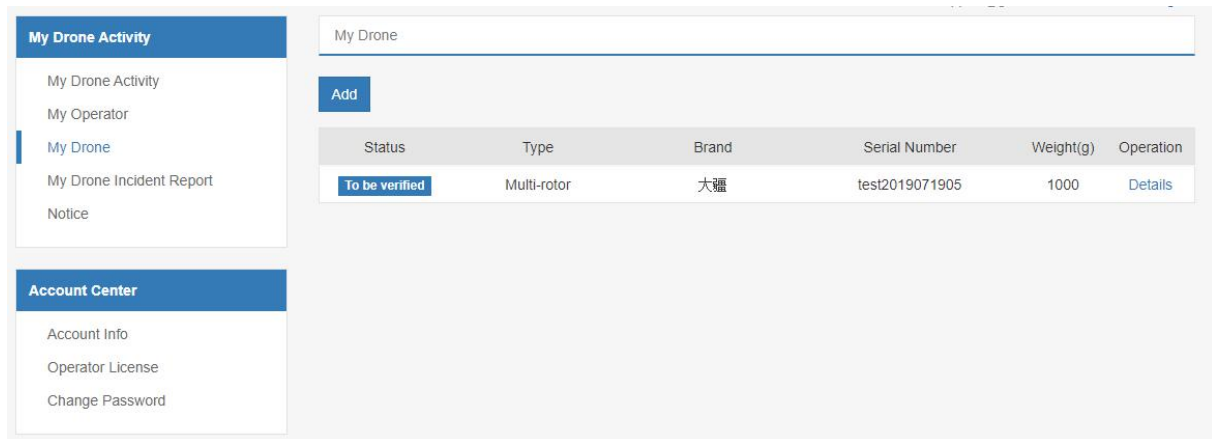 My Drone Activity
My Drone Activity
My Operator
My Drone
My Drone Incident Report
Notice
Account Center
Account Info
Operator License
Change Password
My Drone
Add
Status Type Brand Serial Number Weight(g) Operation
To be verified Multi-rotor 大疆 test2019071905 1000 Details